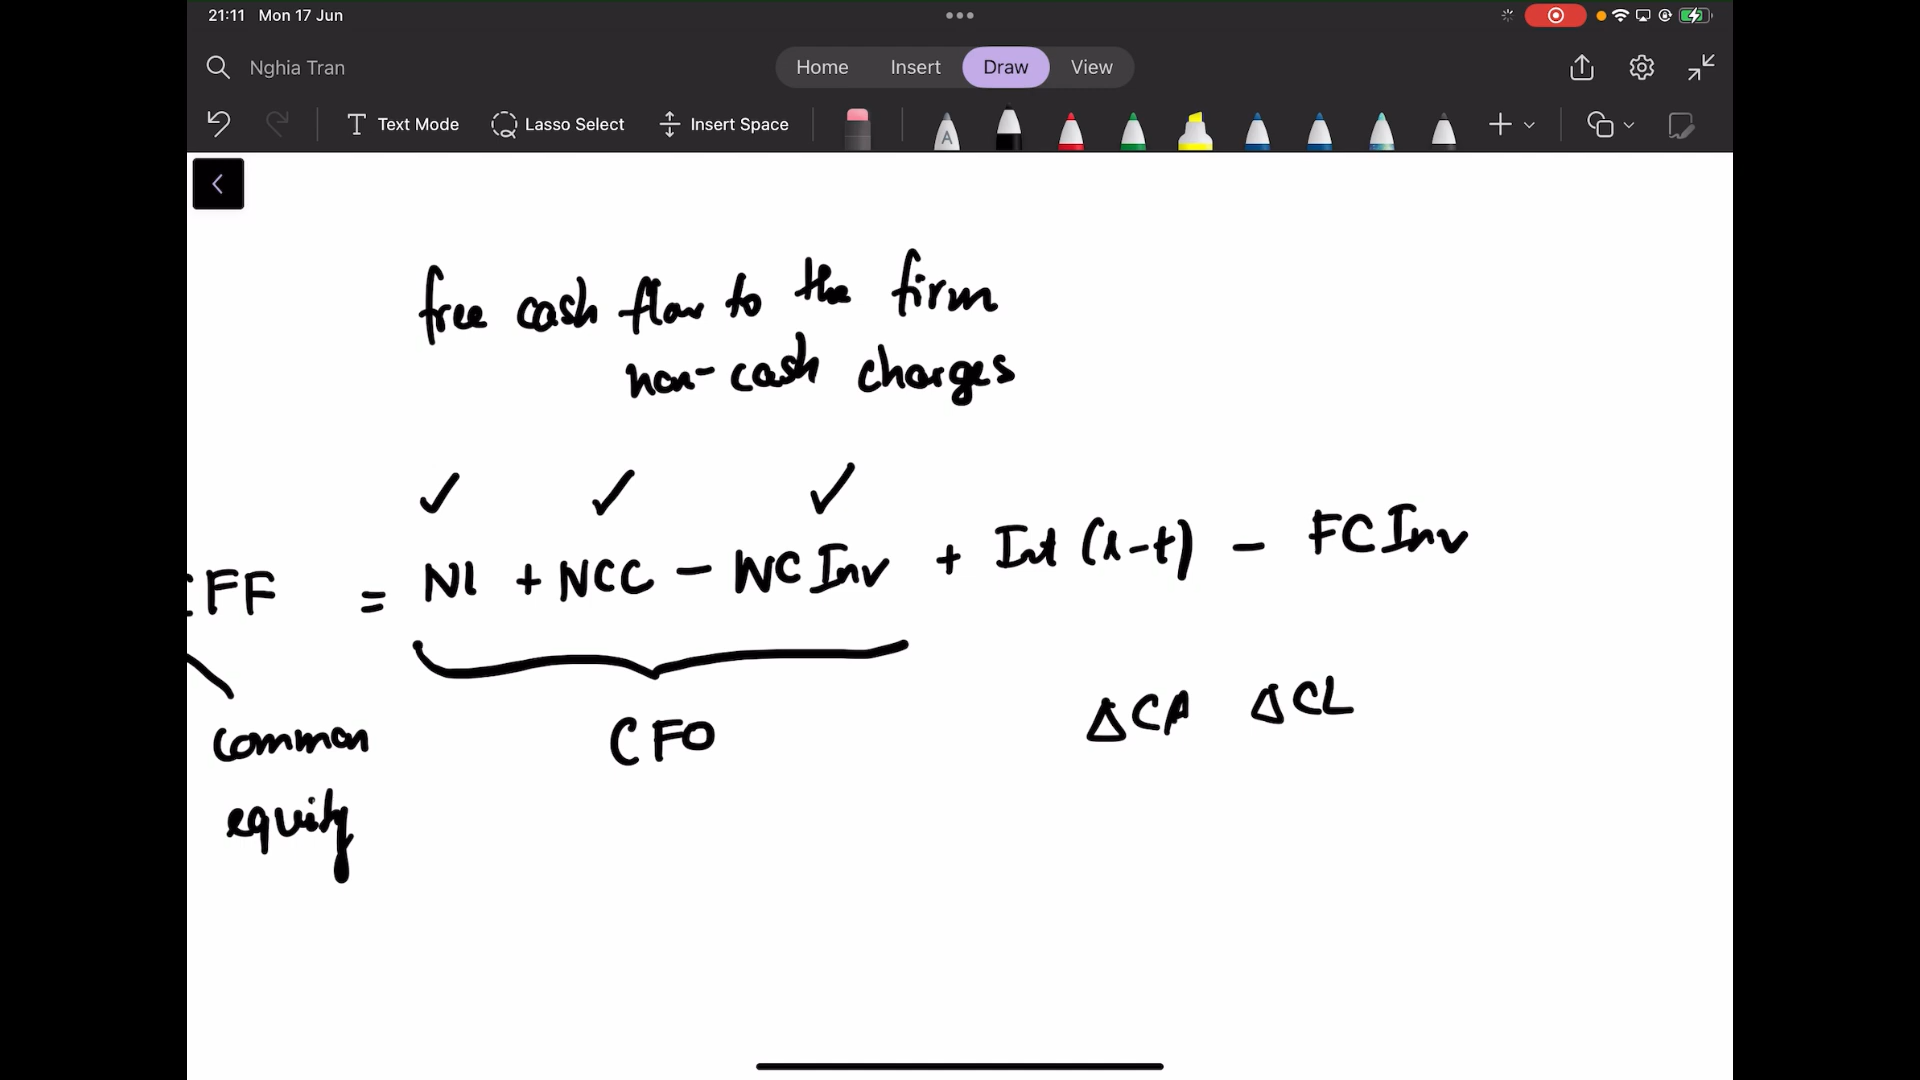 21:11 Mon 17 Jun
Nghia Tran
Home Insert Draw View
Text Mode Lasso Select Insert Space A
free cash flow to the firm
non-cash charges
CFF = NI + NCC - WC Inv + Int (1-t) - FC Inv
CFO
ΔCA ΔCL
common
equity